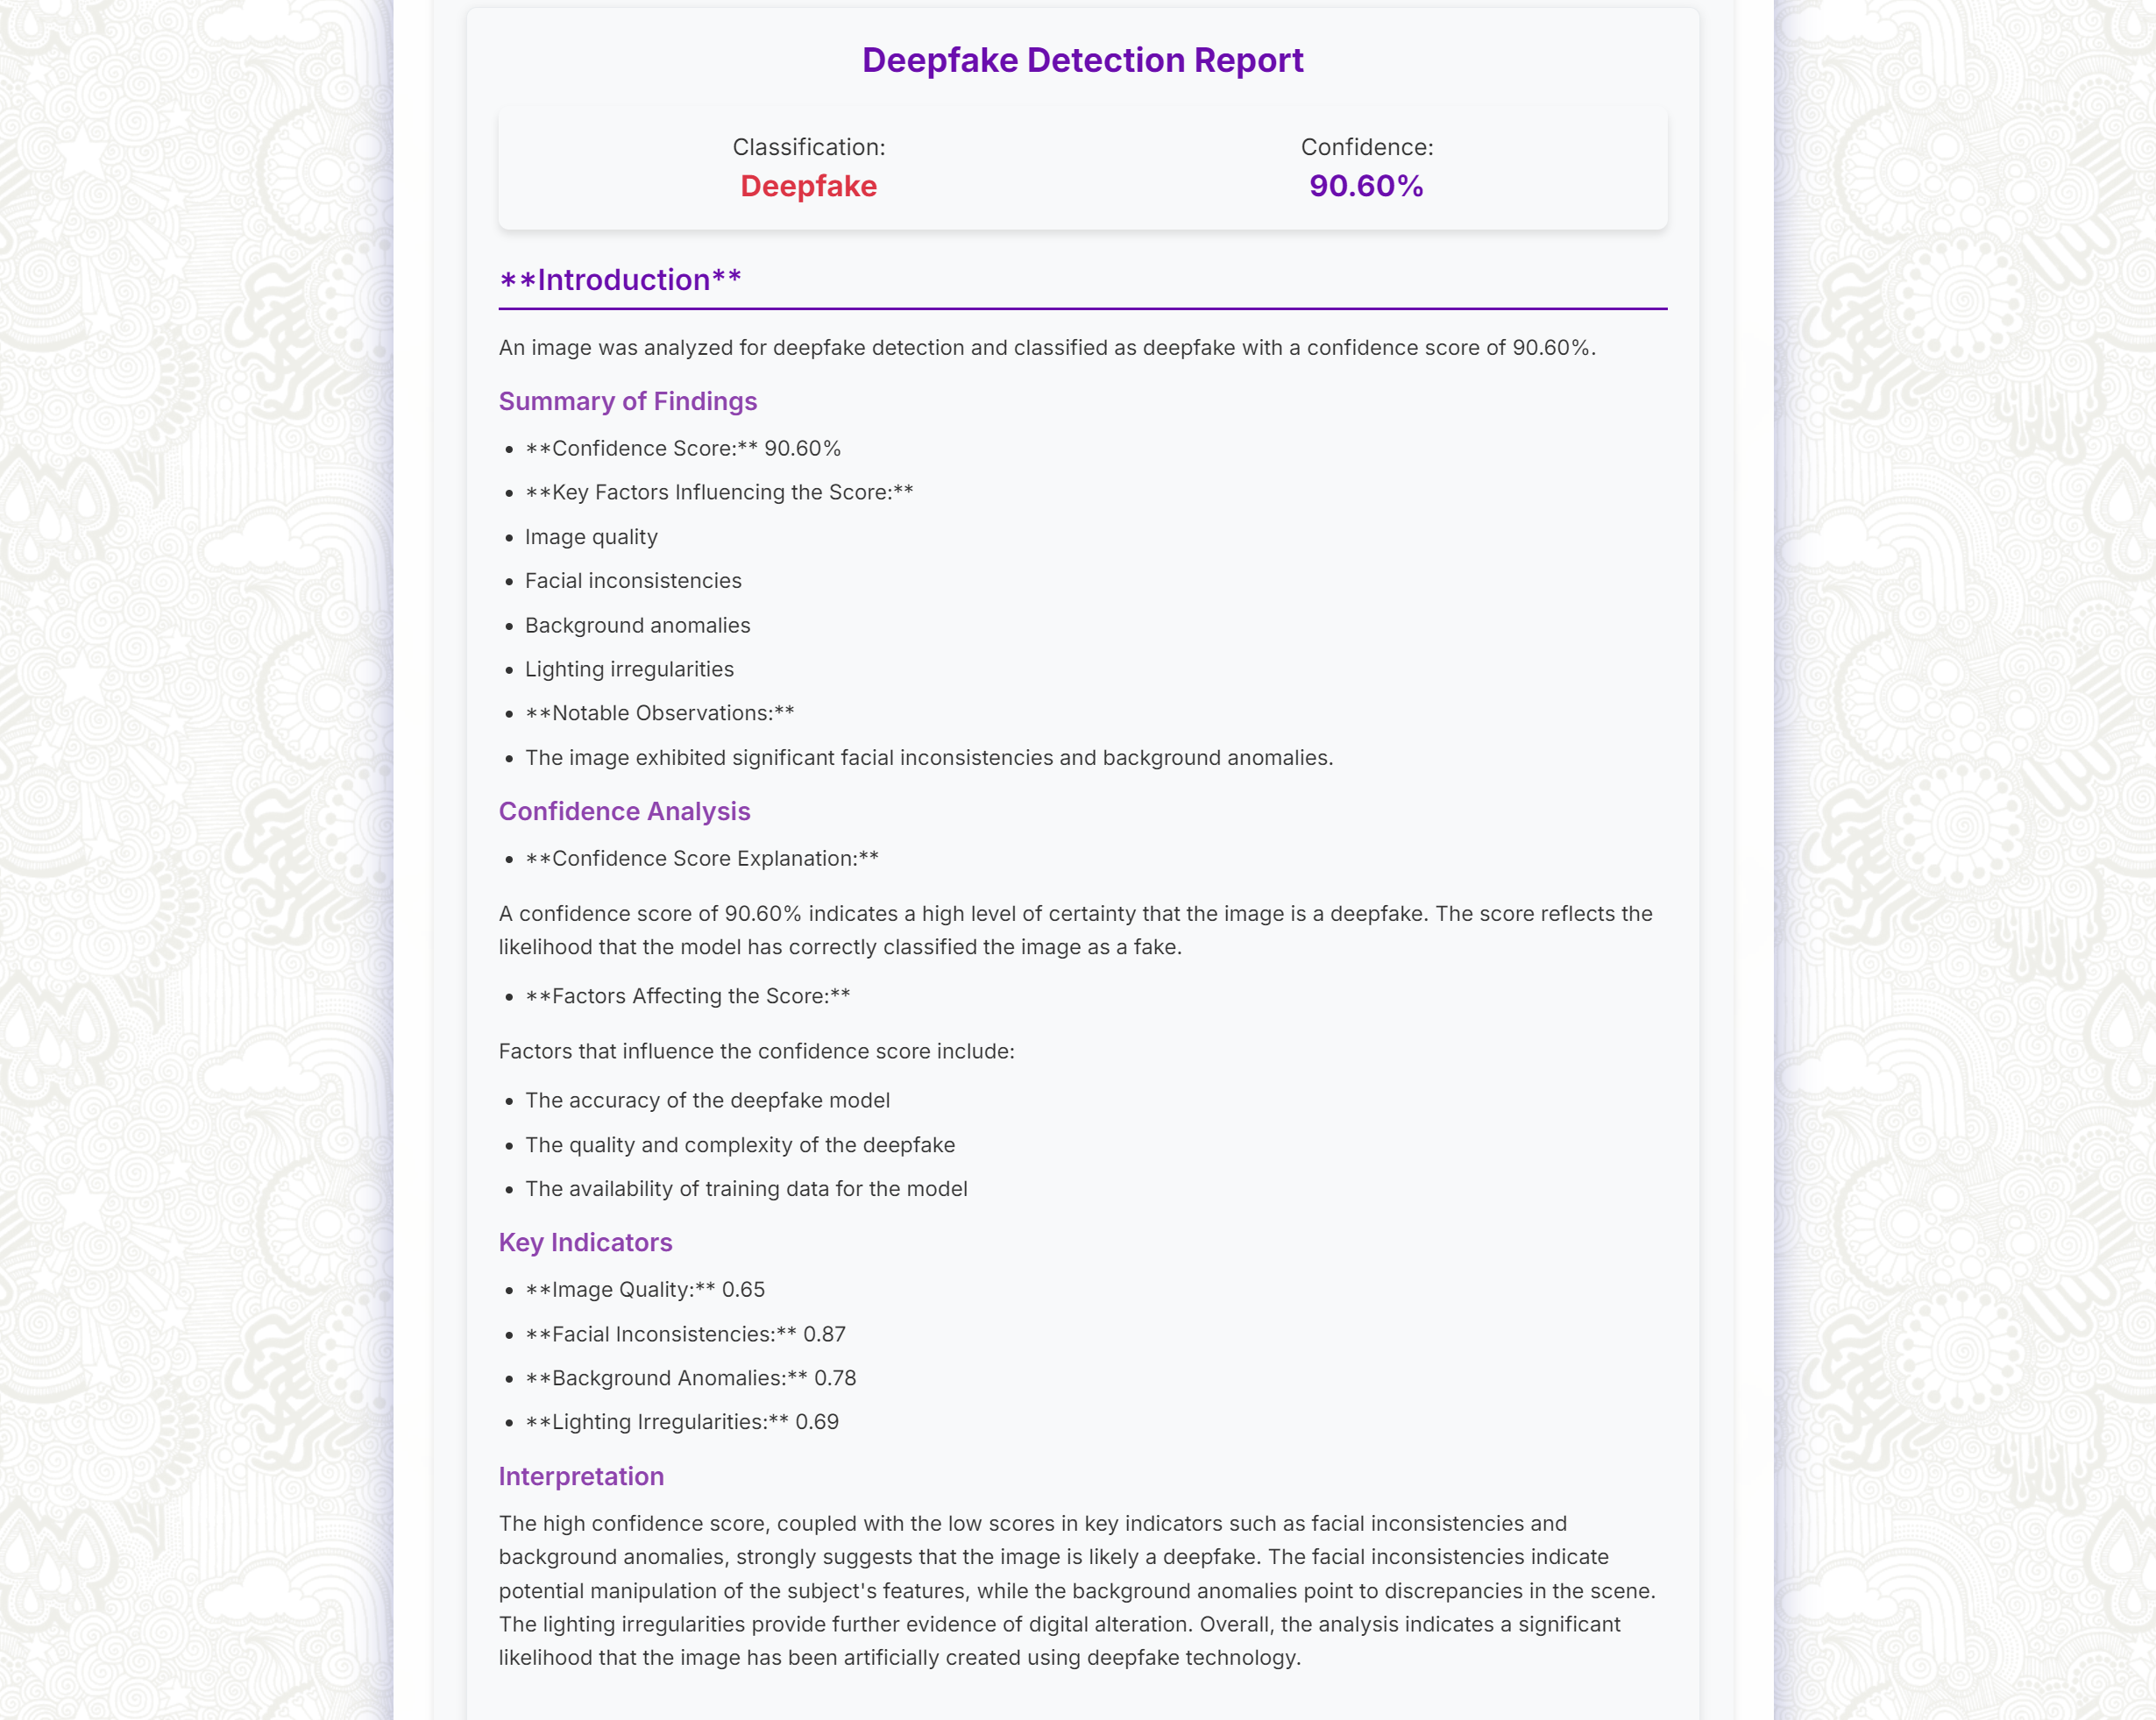 Deepfake Detection Report
Classification:
Deepfake
Confidence:
90.60%
**Introduction**
An image was analyzed for deepfake detection and classified as deepfake with a confidence score of 90.60%.
Summary of Findings
• **Confidence Score:** 90.60%
• **Key Factors Influencing the Score:**
• Image quality
• Facial inconsistencies
• Background anomalies
• Lighting irregularities
• **Notable Observations:**
• The image exhibited significant facial inconsistencies and background anomalies.
Confidence Analysis
• **Confidence Score Explanation:**
A confidence score of 90.60% indicates a high level of certainty that the image is a deepfake. The score reflects the
likelihood that the model has correctly classified the image as a fake.
• **Factors Affecting the Score:**
Factors that influence the confidence score include:
• The accuracy of the deepfake model
• The quality and complexity of the deepfake
• The availability of training data for the model
Key Indicators
• **Image Quality:** 0.65
• **Facial Inconsistencies:** 0.87
• **Background Anomalies:** 0.78
• **Lighting Irregularities:** 0.69
Interpretation
The high confidence score, coupled with the low scores in key indicators such as facial inconsistencies and
background anomalies, strongly suggests that the image is likely a deepfake. The facial inconsistencies indicate
potential manipulation of the subject's features, while the background anomalies point to discrepancies in the scene.
The lighting irregularities provide further evidence of digital alteration. Overall, the analysis indicates a significant
likelihood that the image has been artificially created using deepfake technology.